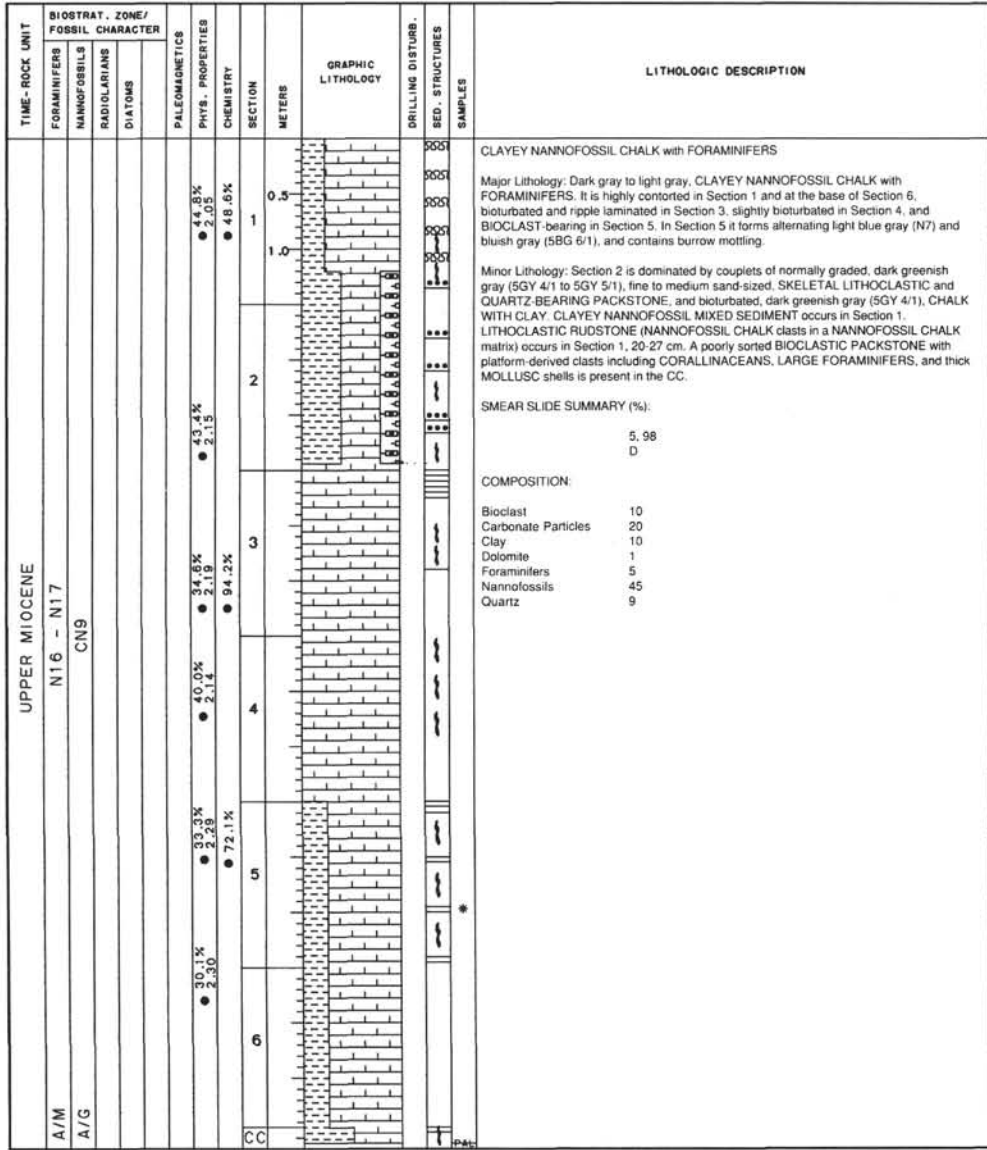 TIME-ROCK UNIT
BIOSTRAT. ZONE/
FOSSIL CHARACTER
FORAMINIFERS
NANNOFOSSILS
RADIOLARIANS
DIATOMS
PALEOMAGNETICS
PHYS. PROPERTIES
CHEMISTRY
SECTION
METERS
GRAPHIC
LITHOLOGY
DRILLING DISTURB.
SED. STRUCTURES
SAMPLES
LITHOLOGIC DESCRIPTION
UPPER MIOCENE
N16 - N17
A/M
CN9
A/G
● 44.8%
2.05
● 43.4%
2.15
● 34.6%
2.19
● 40.0%
2.14
● 33.3%
2.29
● 30.1%
2.30
● 48.6%
● 94.2%
● 72.1%
1
2
3
4
5
6
CC
0.5
1.0
*
PAL
CLAYEY NANNOFOSSIL CHALK with FORAMINIFERS
Major Lithology: Dark gray to light gray, CLAYEY NANNOFOSSIL CHALK with
FORAMINIFERS. It is highly contorted in Section 1 and at the base of Section 6,
bioturbated and ripple laminated in Section 3, slightly bioturbated in Section 4, and
BIOCLAST-bearing in Section 5. In Section 5 it forms alternating light blue gray (N7) and
bluish gray (5BG 6/1), and contains burrow mottling.
Minor Lithology: Section 2 is dominated by couplets of normally graded, dark greenish
gray (5GY 4/1 to 5GY 5/1), fine to medium sand-sized, SKELETAL LITHOCLASTIC and
QUARTZ-BEARING PACKSTONE, and bioturbated, dark greenish gray (5GY 4/1), CHALK
WITH CLAY. CLAYEY NANNOFOSSIL MIXED SEDIMENT occurs in Section 1.
LITHOCLASTIC RUDSTONE (NANNOFOSSIL CHALK clasts in a NANNOFOSSIL CHALK
matrix) occurs in Section 1, 20-27 cm. A poorly sorted BIOCLASTIC PACKSTONE with
platform-derived clasts including CORALLINACEANS, LARGE FORAMINIFERS, and thick
MOLLUSC shells is present in the CC.
SMEAR SLIDE SUMMARY (%):
5, 98
D
COMPOSITION:
Bioclast 10
Carbonate Particles 20
Clay 10
Dolomite 1
Foraminifers 5
Nannofossils 45
Quartz 9